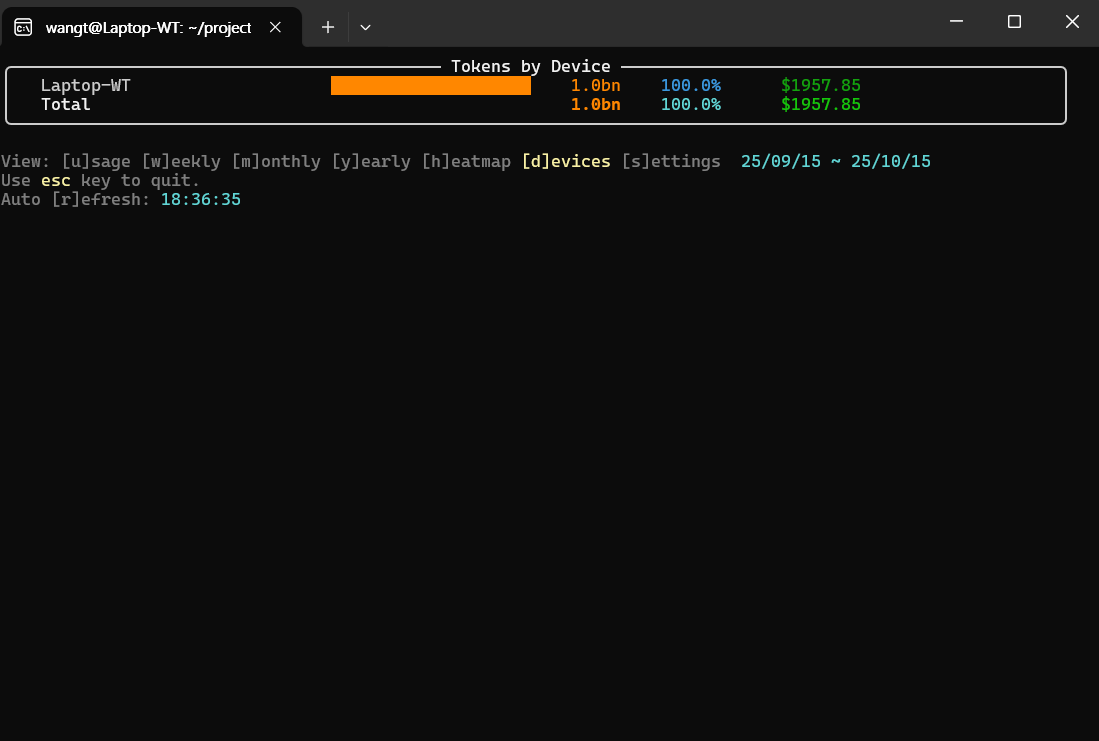 wangt@Laptop-WT: ~/project
Tokens by Device
Laptop-WT 1.0bn 100.0% $1957.85
Total 1.0bn 100.0% $1957.85
View: [u]sage [w]eekly [m]onthly [y]early [h]eatmap [d]evices [s]ettings 25/09/15 ~ 25/10/15
Use esc key to quit.
Auto [r]efresh: 18:36:35